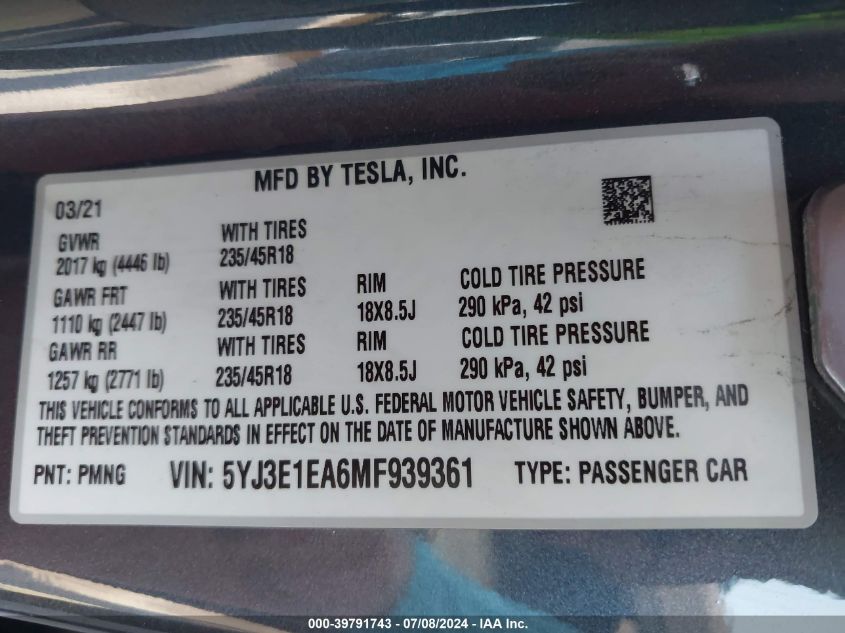 MFD BY TESLA, INC.
03/21
GVWR WITH TIRES
2017 kg (4446 lb) 235/45R18
GAWR FRT WITH TIRES RIM COLD TIRE PRESSURE
1110 kg (2447 lb) 235/45R18 18X8.5J 290 kPa, 42 psi
GAWR RR WITH TIRES RIM COLD TIRE PRESSURE
1257 kg (2771 lb) 235/45R18 18X8.5J 290 kPa, 42 psi
THIS VEHICLE CONFORMS TO ALL APPLICABLE U.S. FEDERAL MOTOR VEHICLE SAFETY, BUMPER, AND
THEFT PREVENTION STANDARDS IN EFFECT ON THE DATE OF MANUFACTURE SHOWN ABOVE.
PNT: PMNG VIN: 5YJ3E1EA6MF939361 TYPE: PASSENGER CAR
000-39791743 - 07/08/2024 - IAA Inc.